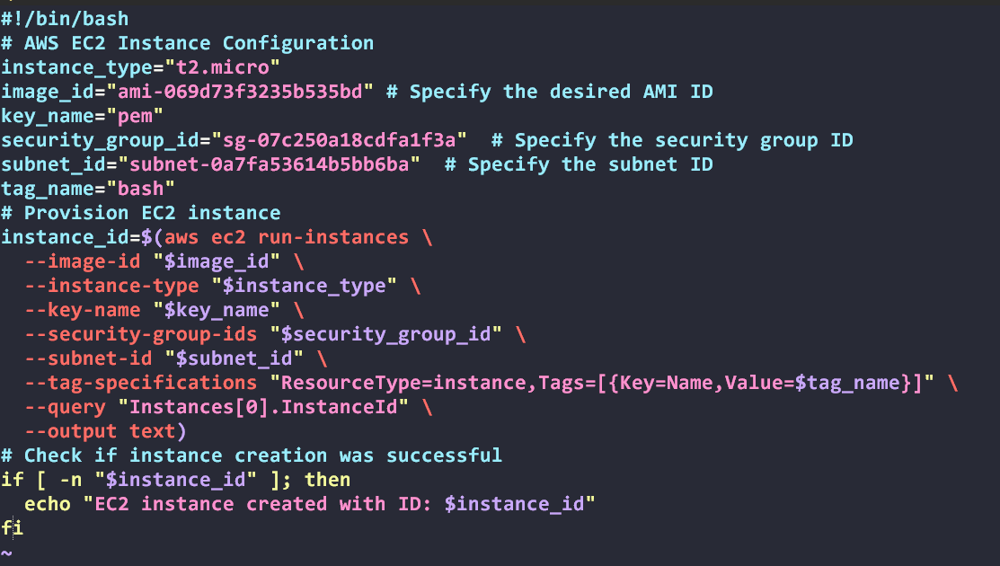 #!/bin/bash
# AWS EC2 Instance Configuration
instance_type="t2.micro"
image_id="ami-069d73f3235b535bd" # Specify the desired AMI ID
key_name="pem"
security_group_id="sg-07c250a18cdfa1f3a"  # Specify the security group ID
subnet_id="subnet-0a7fa53614b5bb6ba"  # Specify the subnet ID
tag_name="bash"
# Provision EC2 instance
instance_id=$(aws ec2 run-instances \
  --image-id "$image_id" \
  --instance-type "$instance_type" \
  --key-name "$key_name" \
  --security-group-ids "$security_group_id" \
  --subnet-id "$subnet_id" \
  --tag-specifications "ResourceType=instance,Tags=[{Key=Name,Value=$tag_name}]" \
  --query "Instances[0].InstanceId" \
  --output text)
# Check if instance creation was successful
if [ -n "$instance_id" ]; then
  echo "EC2 instance created with ID: $instance_id"
fi
~